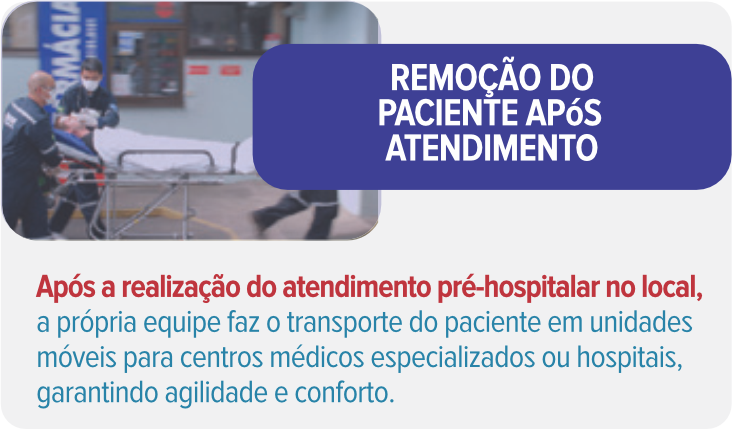 FARMÁCIA
REMOÇÃO DO
PACIENTE APóS
ATENDIMENTO
Após a realização do atendimento pré-hospitalar no local,
a própria equipe faz o transporte do paciente em unidades
móveis para centros médicos especializados ou hospitais,
garantindo agilidade e conforto.